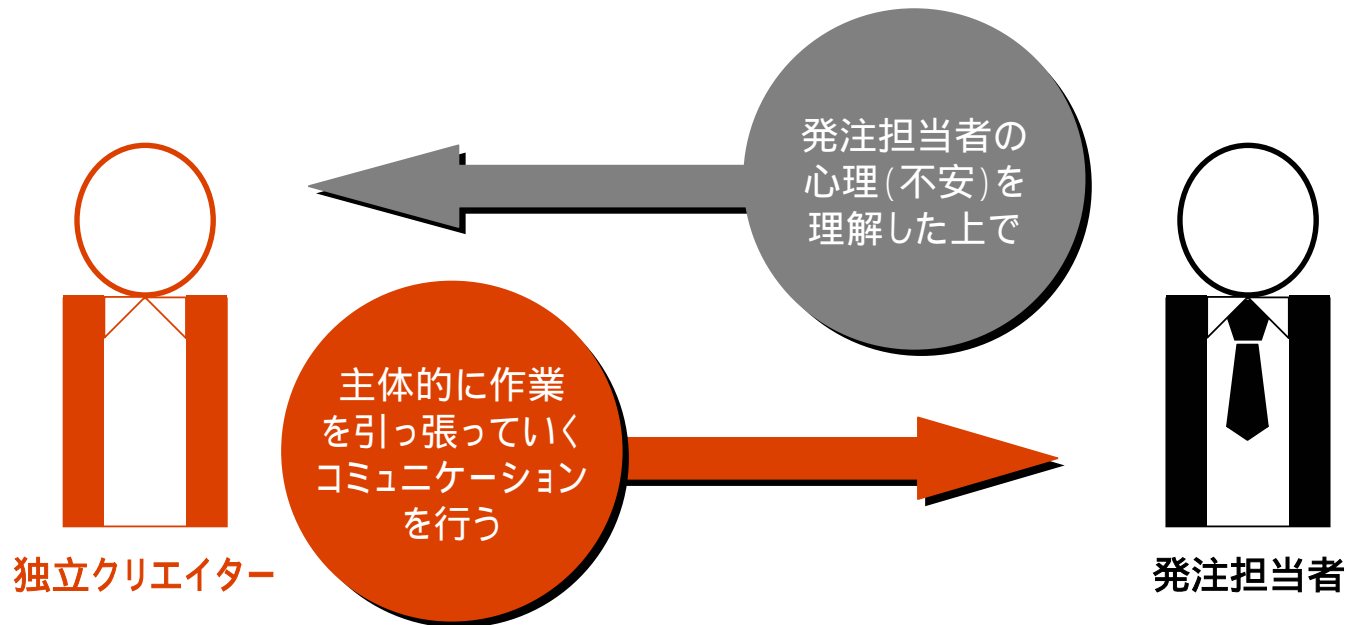 発注担当者の
心理(不安)を
理解した上で
主体的に作業
を引っ張っていく
コミュニケーション
を行う
独立クリエイター
発注担当者